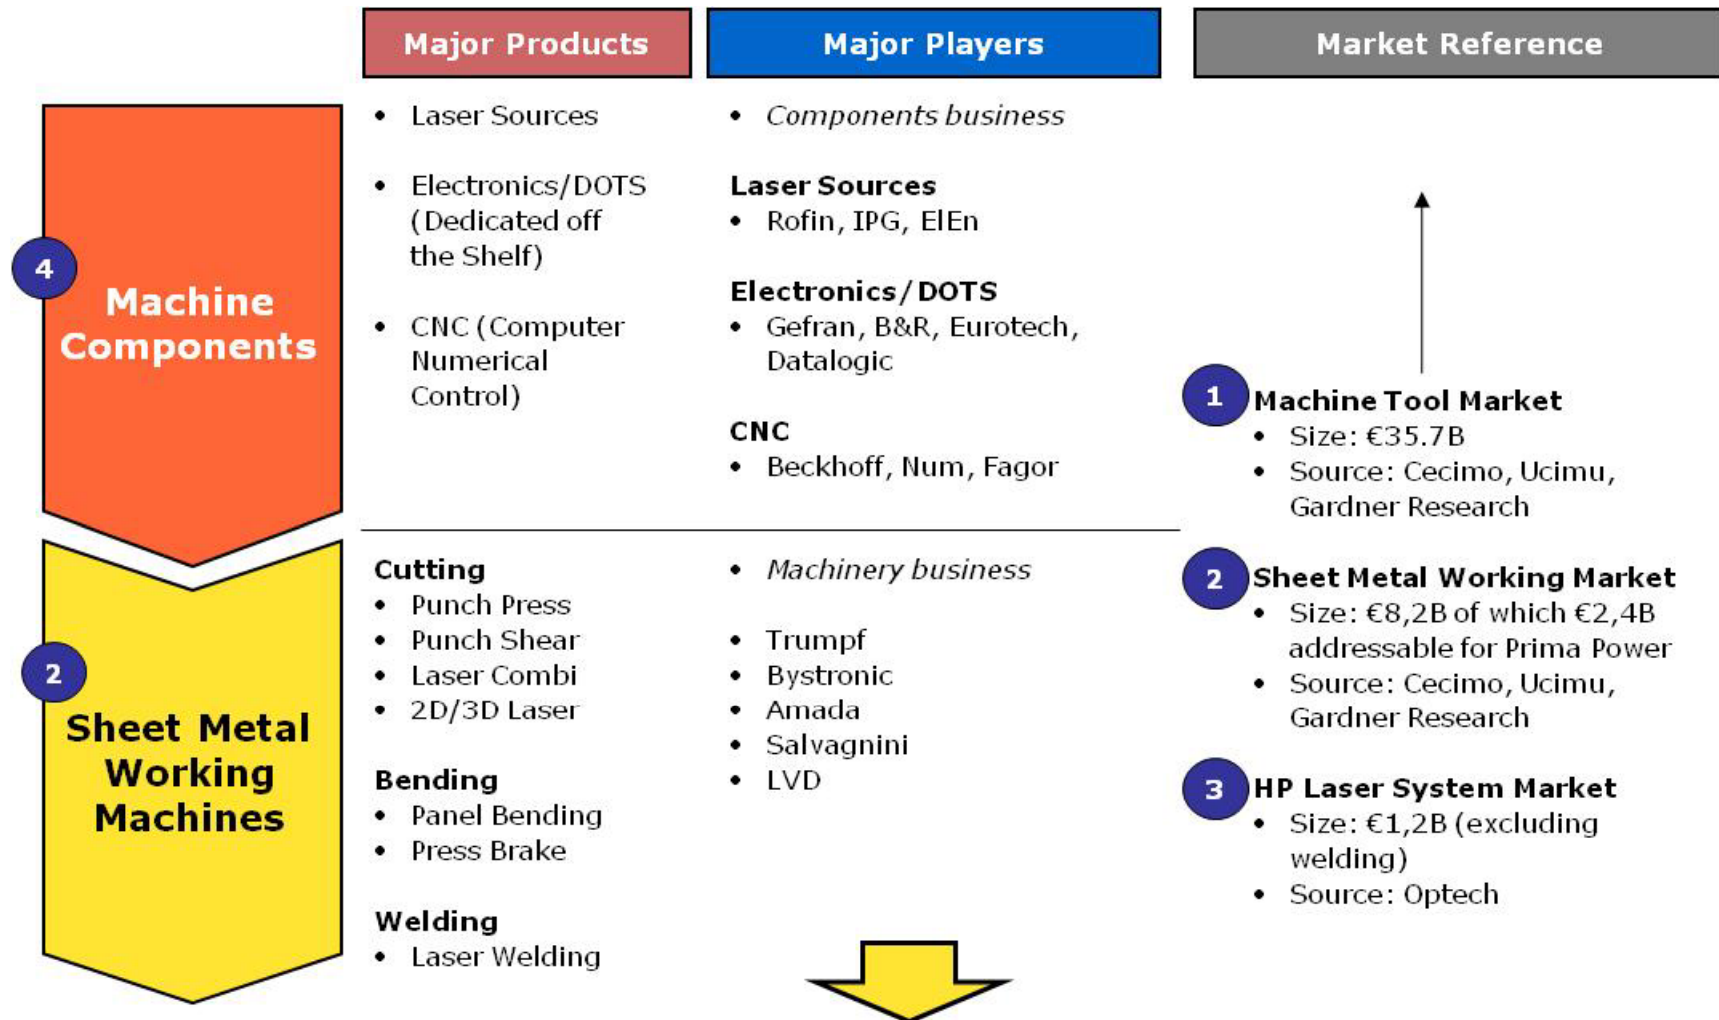 Major Products
Major Players
Market Reference
4
Machine
Components
• Laser Sources
• Electronics/DOTS
(Dedicated off
the Shelf)
• CNC (Computer
Numerical
Control)
• Components business
Laser Sources
• Rofin, IPG, ElEn
Electronics/DOTS
• Gefran, B&R, Eurotech,
Datalogic
CNC
• Beckhoff, Num, Fagor
1
Machine Tool Market
• Size: €35.7B
• Source: Cecimo, Ucimu,
Gardner Research
2
Sheet Metal
Working
Machines
Cutting
• Punch Press
• Punch Shear
• Laser Combi
• 2D/3D Laser
Bending
• Panel Bending
• Press Brake
Welding
• Laser Welding
• Machinery business
• Trumpf
• Bystronic
• Amada
• Salvagnini
• LVD
2
Sheet Metal Working Market
• Size: €8,2B of which €2,4B
addressable for Prima Power
• Source: Cecimo, Ucimu,
Gardner Research
3
HP Laser System Market
• Size: €1,2B (excluding
welding)
• Source: Optech